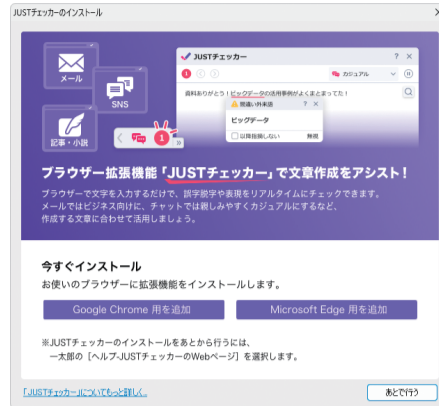 JUSTチェッカーのインストール
メール
SNS
記事・小説
1
JUSTチェッカー
?
1
カジュアル
資料ありがとう！ビッグデータの活用事例がよくまとまってた！
間違い外来語
?
ビッグデータ
以降指摘しない
無視
ブラウザー拡張機能「JUSTチェッカー」で文章作成をアシスト！
ブラウザーで文字を入力するだけで、誤字脱字や表現をリアルタイムにチェックできます。
メールではビジネス向けに、チャットでは親しみやすくカジュアルにするなど、
作成する文章に合わせて活用しましょう。
今すぐインストール
お使いのブラウザーに拡張機能をインストールします。
Google Chrome 用を追加
Microsoft Edge 用を追加
※JUSTチェッカーのインストールをあとから行うには、
一太郎の［ヘルプ-JUSTチェッカーのWebページ］を選択します。
「JUSTチェッカー」についてもっと詳しく...
あとで行う